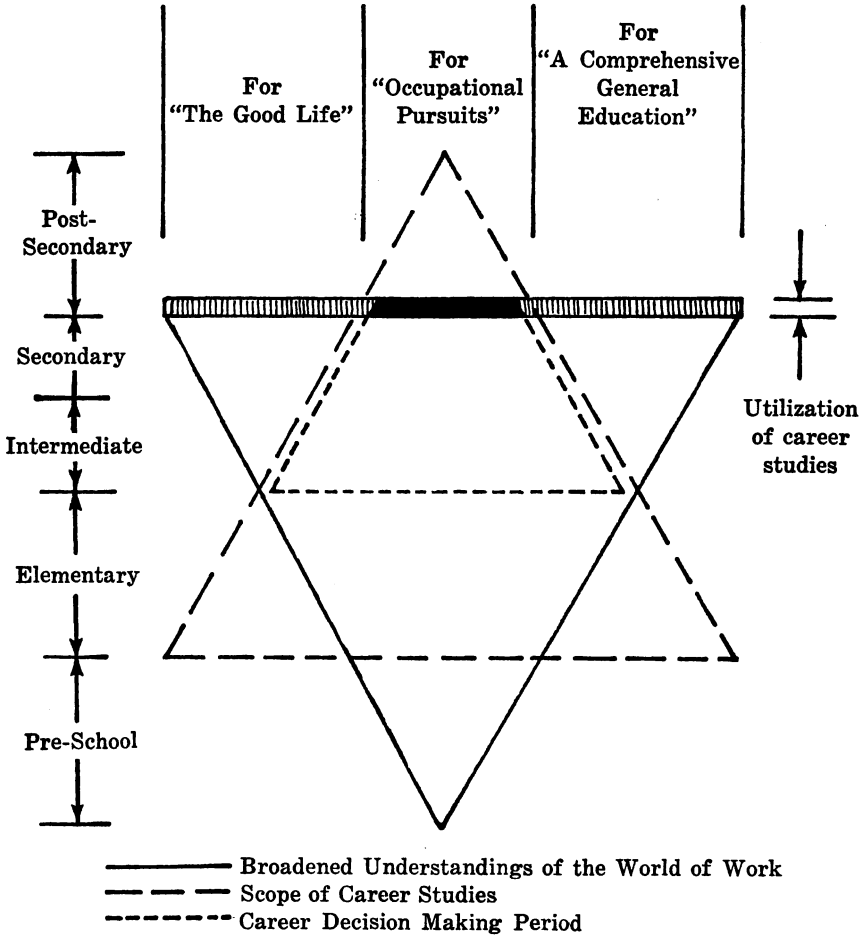 For
"The Good Life"
For
"Occupational
Pursuits"
For
"A Comprehensive
General
Education"
Post-
Secondary
Secondary
Intermediate
Elementary
Pre-School
Utilization
of career
studies
Broadened Understandings of the World of Work
Scope of Career Studies
Career Decision Making Period